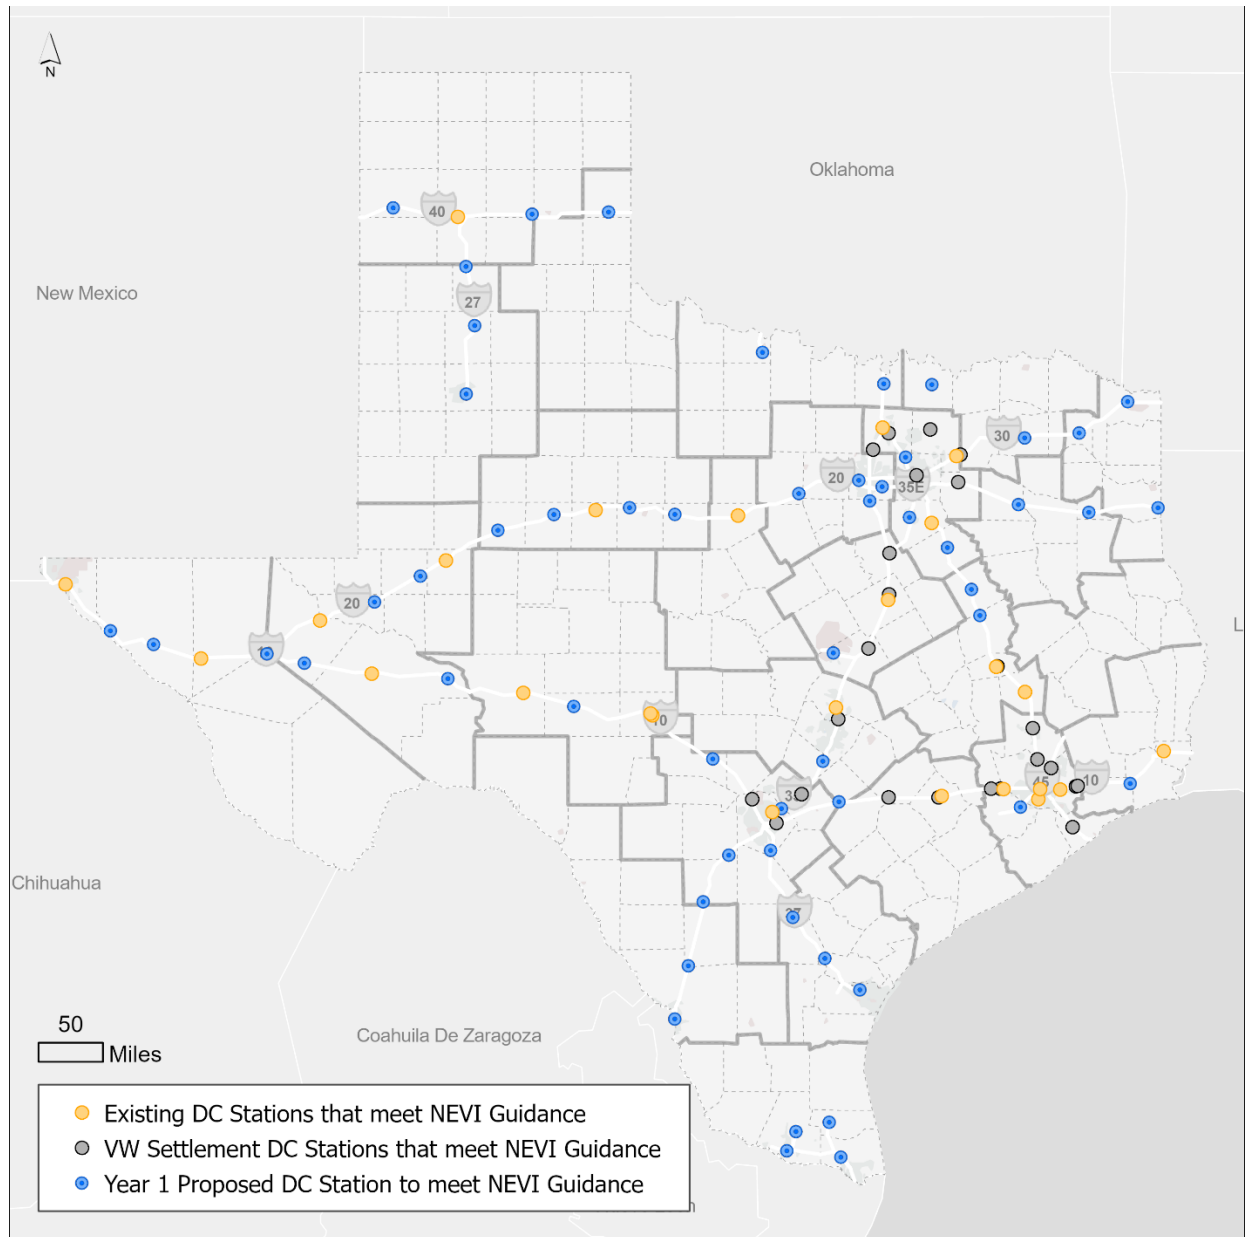 N
Oklahoma
40
New Mexico
27
30
20
35E
20
L
10
45
10
Chihuahua
50
Miles
Coahuila De Zaragoza
Existing DC Stations that meet NEVI Guidance
VW Settlement DC Stations that meet NEVI Guidance
Year 1 Proposed DC Station to meet NEVI Guidance